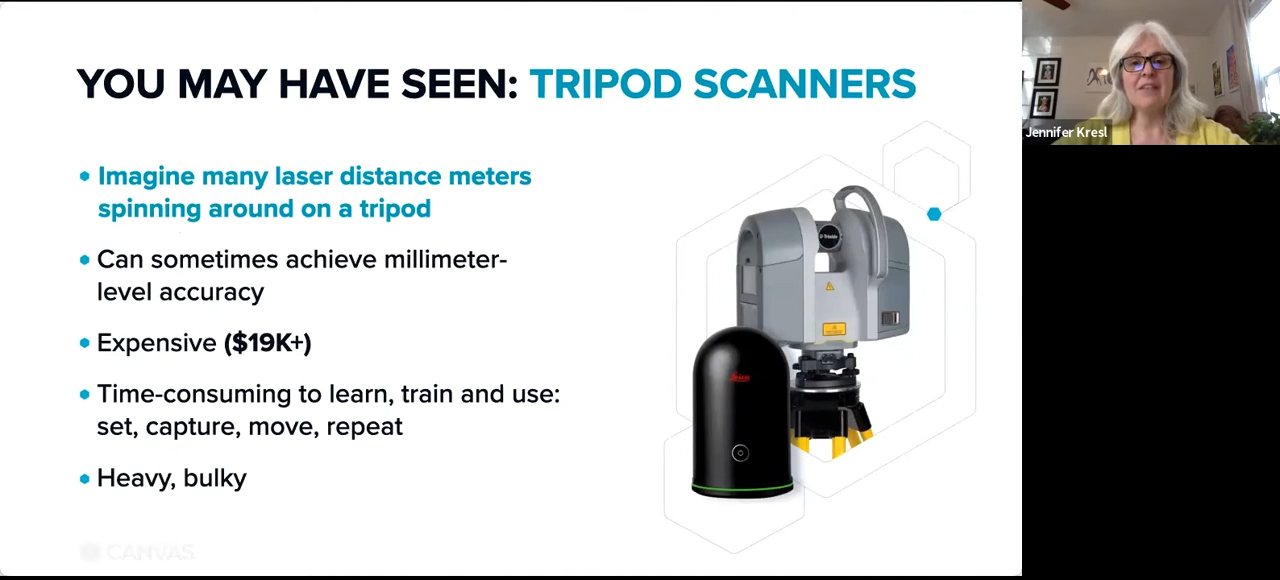 YOU MAY HAVE SEEN: TRIPOD SCANNERS
Jennifer Kresl
Imagine many laser distance meters
spinning around on a tripod
Can sometimes achieve millimeter-
level accuracy
Expensive ($19K+)
Time-consuming to learn, train and use:
set, capture, move, repeat
Heavy, bulky
Trimble
Leica
CANVAS